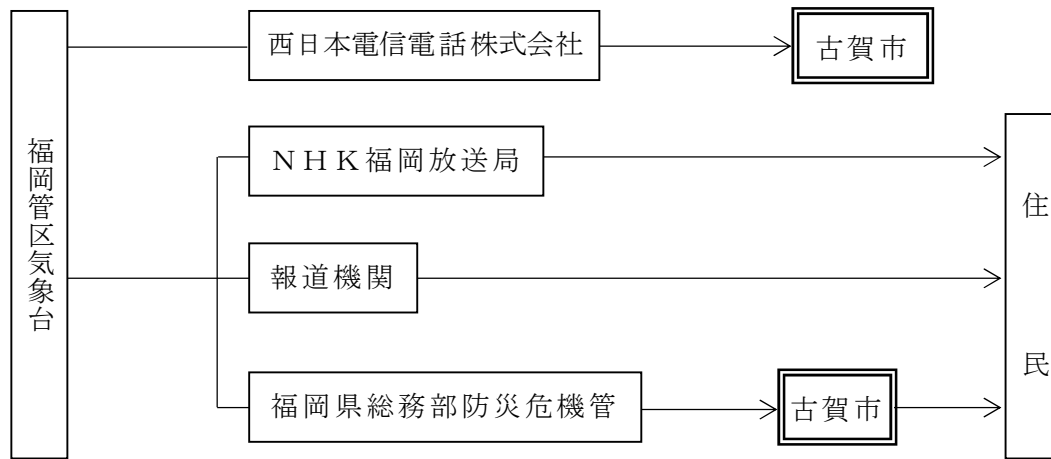 福岡管区気象台
西日本電信電話株式会社
古賀市
ＮＨＫ福岡放送局
報道機関
福岡県総務部防災危機管
古賀市
住民